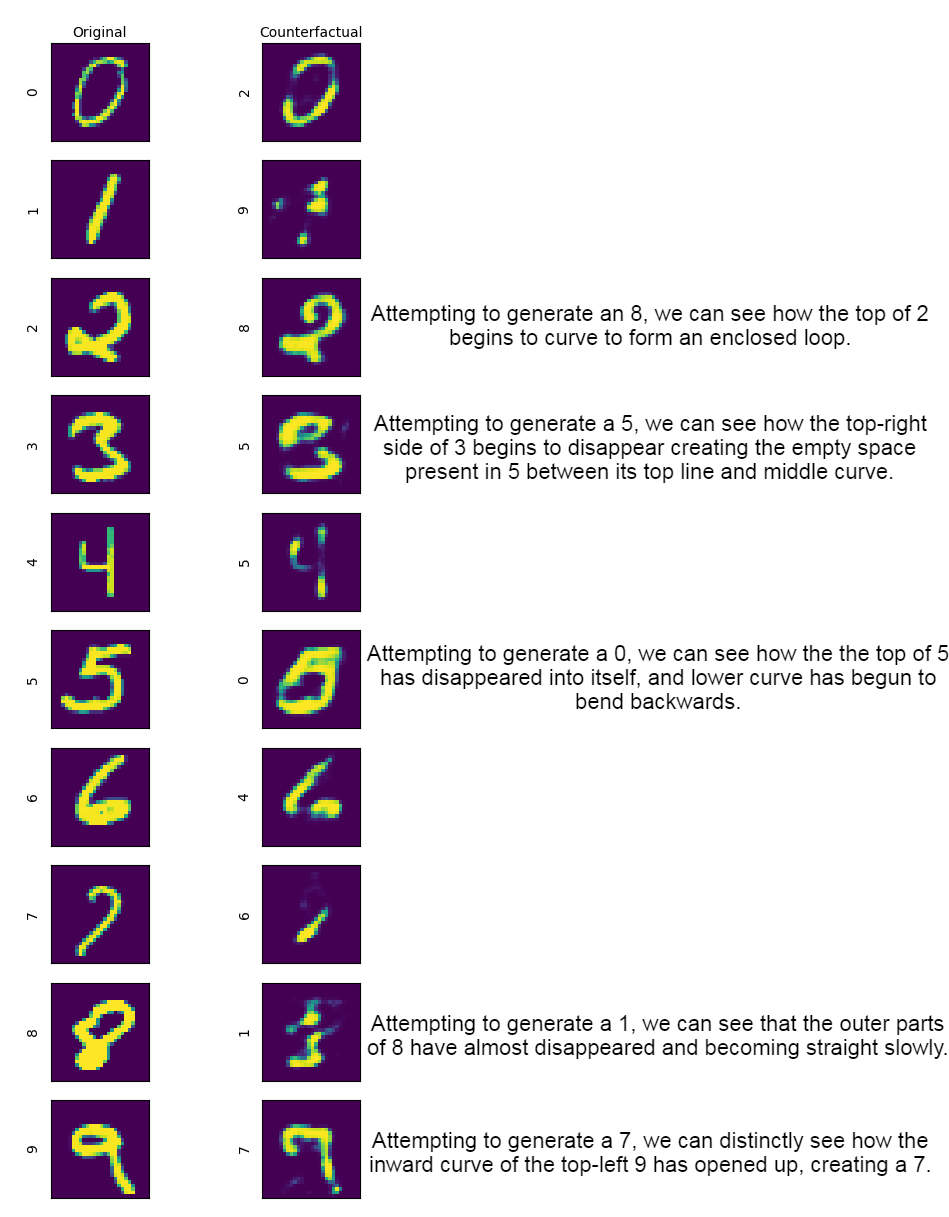 Original Counterfactual
0 2
1 9
2 8
Attempting to generate an 8, we can see how the top of 2
begins to curve to form an enclosed loop.
3 5
Attempting to generate a 5, we can see how the top-right
side of 3 begins to disappear creating the empty space
present in 5 between its top line and middle curve.
4 5
5 0
Attempting to generate a 0, we can see how the the top of 5
has disappeared into itself, and lower curve has begun to
bend backwards.
6 4
7 6
8 1
Attempting to generate a 1, we can see that the outer parts
of 8 have almost disappeared and becoming straight slowly.
9 7
Attempting to generate a 7, we can distinctly see how the
inward curve of the top-left 9 has opened up, creating a 7.